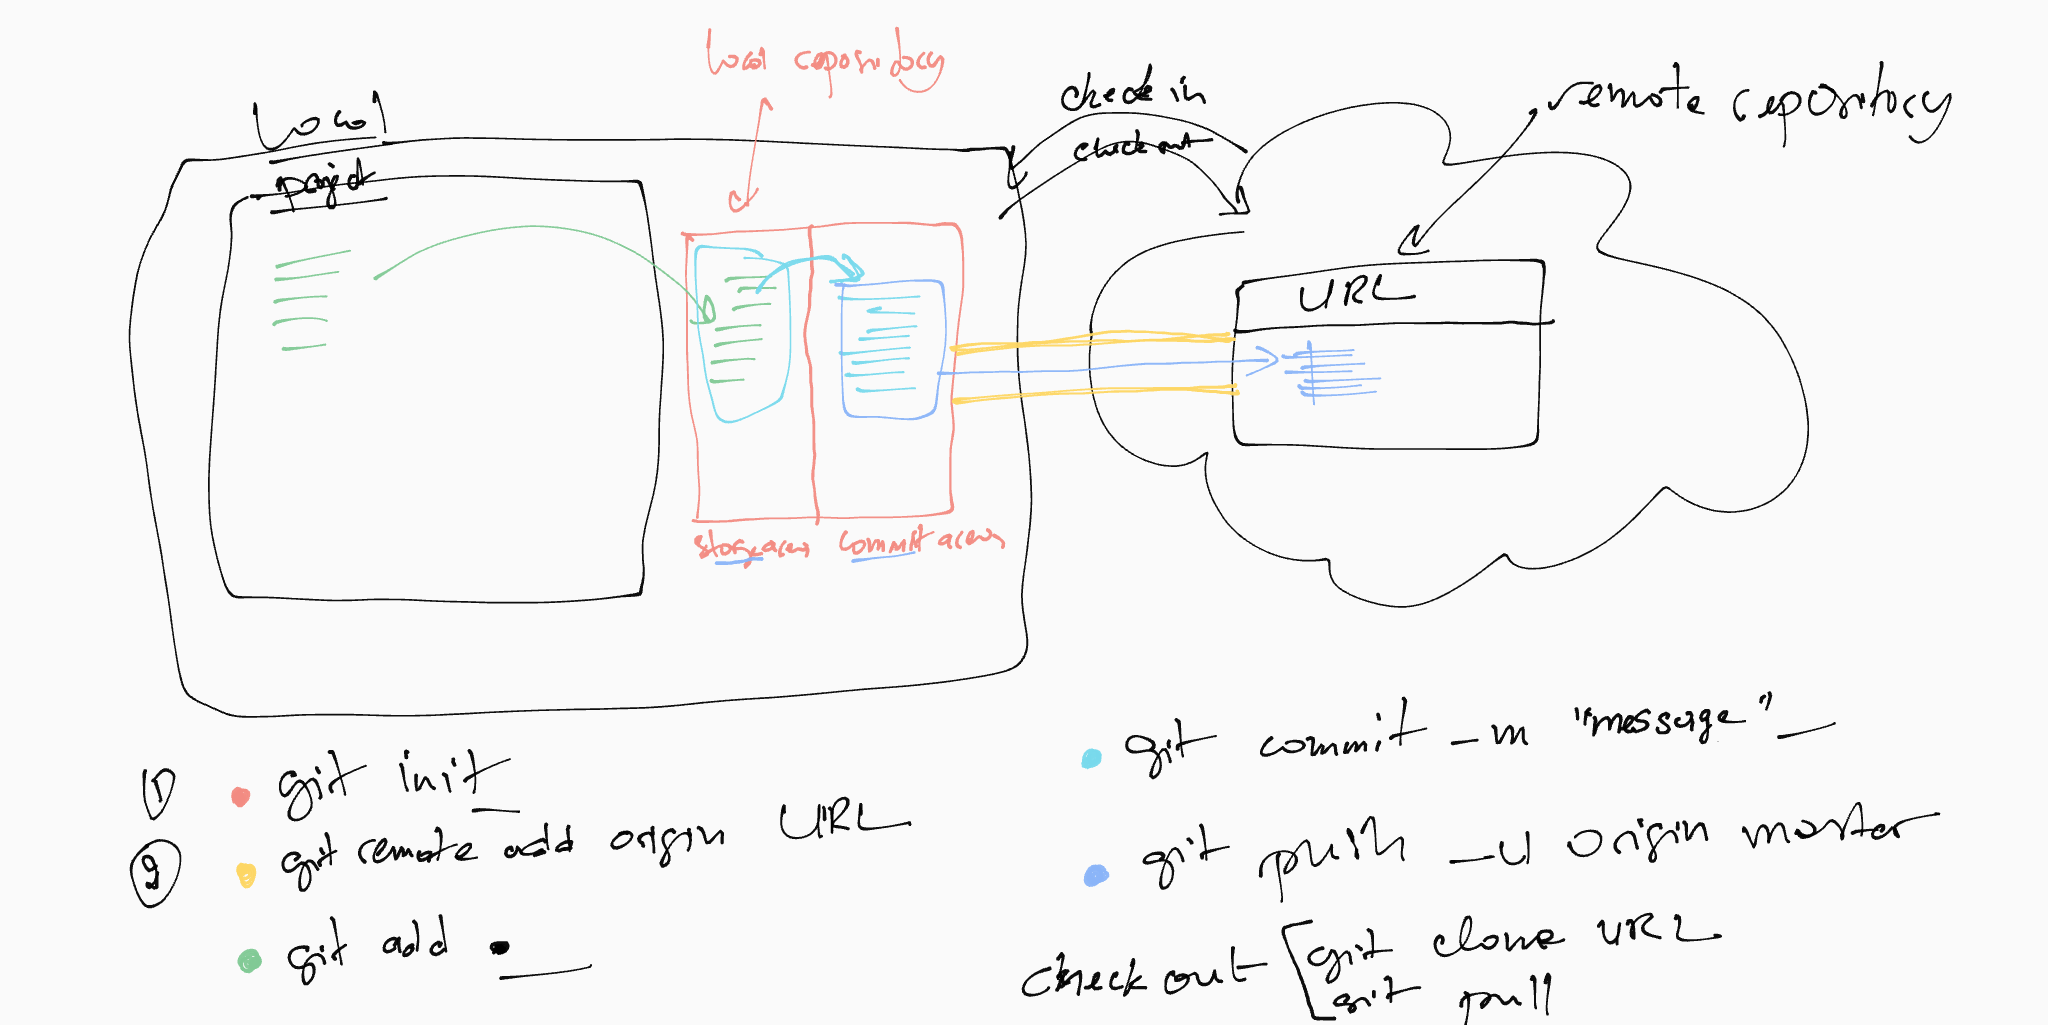 local repository
check in
remote repository
Local
check out
project
URL
stage area
commit area
git commit -m "message"
1 git init
git remote add origin URL
2
git push -u origin master
git add .
check out git clone URL
git pull